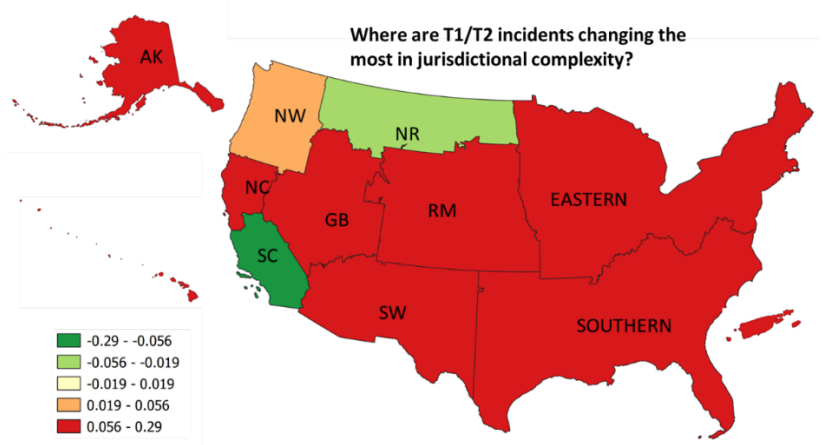 Where are T1/T2 incidents changing the
most in jurisdictional complexity?
AK
NW
NR
NC
GB
RM
EASTERN
SC
SW
SOUTHERN
-0.29 - -0.056
-0.056 - -0.019
-0.019 - 0.019
0.019 - 0.056
0.056 - 0.29